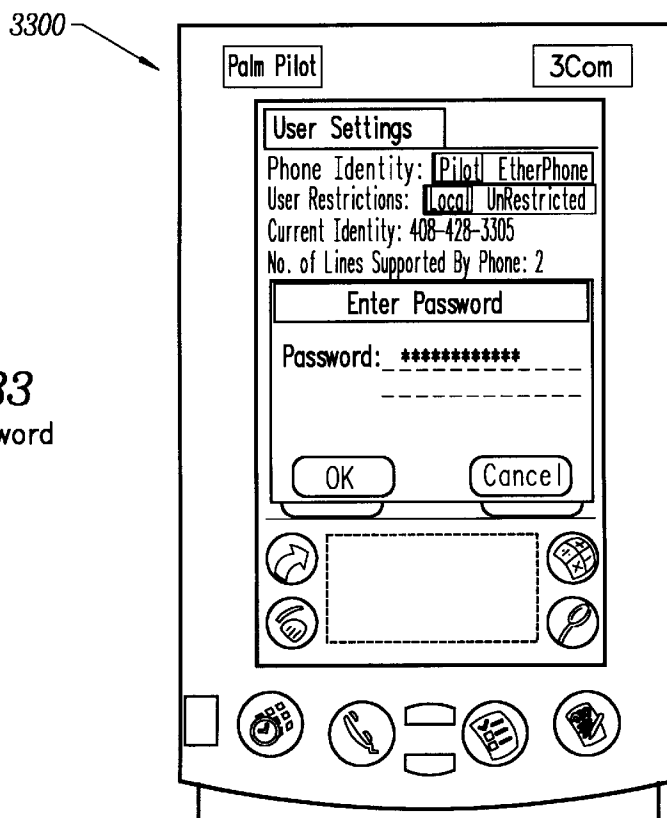 3300
Palm Pilot
3Com
User Settings
Phone Identity: Pilot EtherPhone
User Restrictions: Local UnRestricted
Current Identity: 408-428-3305
No. of Lines Supported By Phone: 2
Enter Password
Password: ************
33
word
OK
Cancel